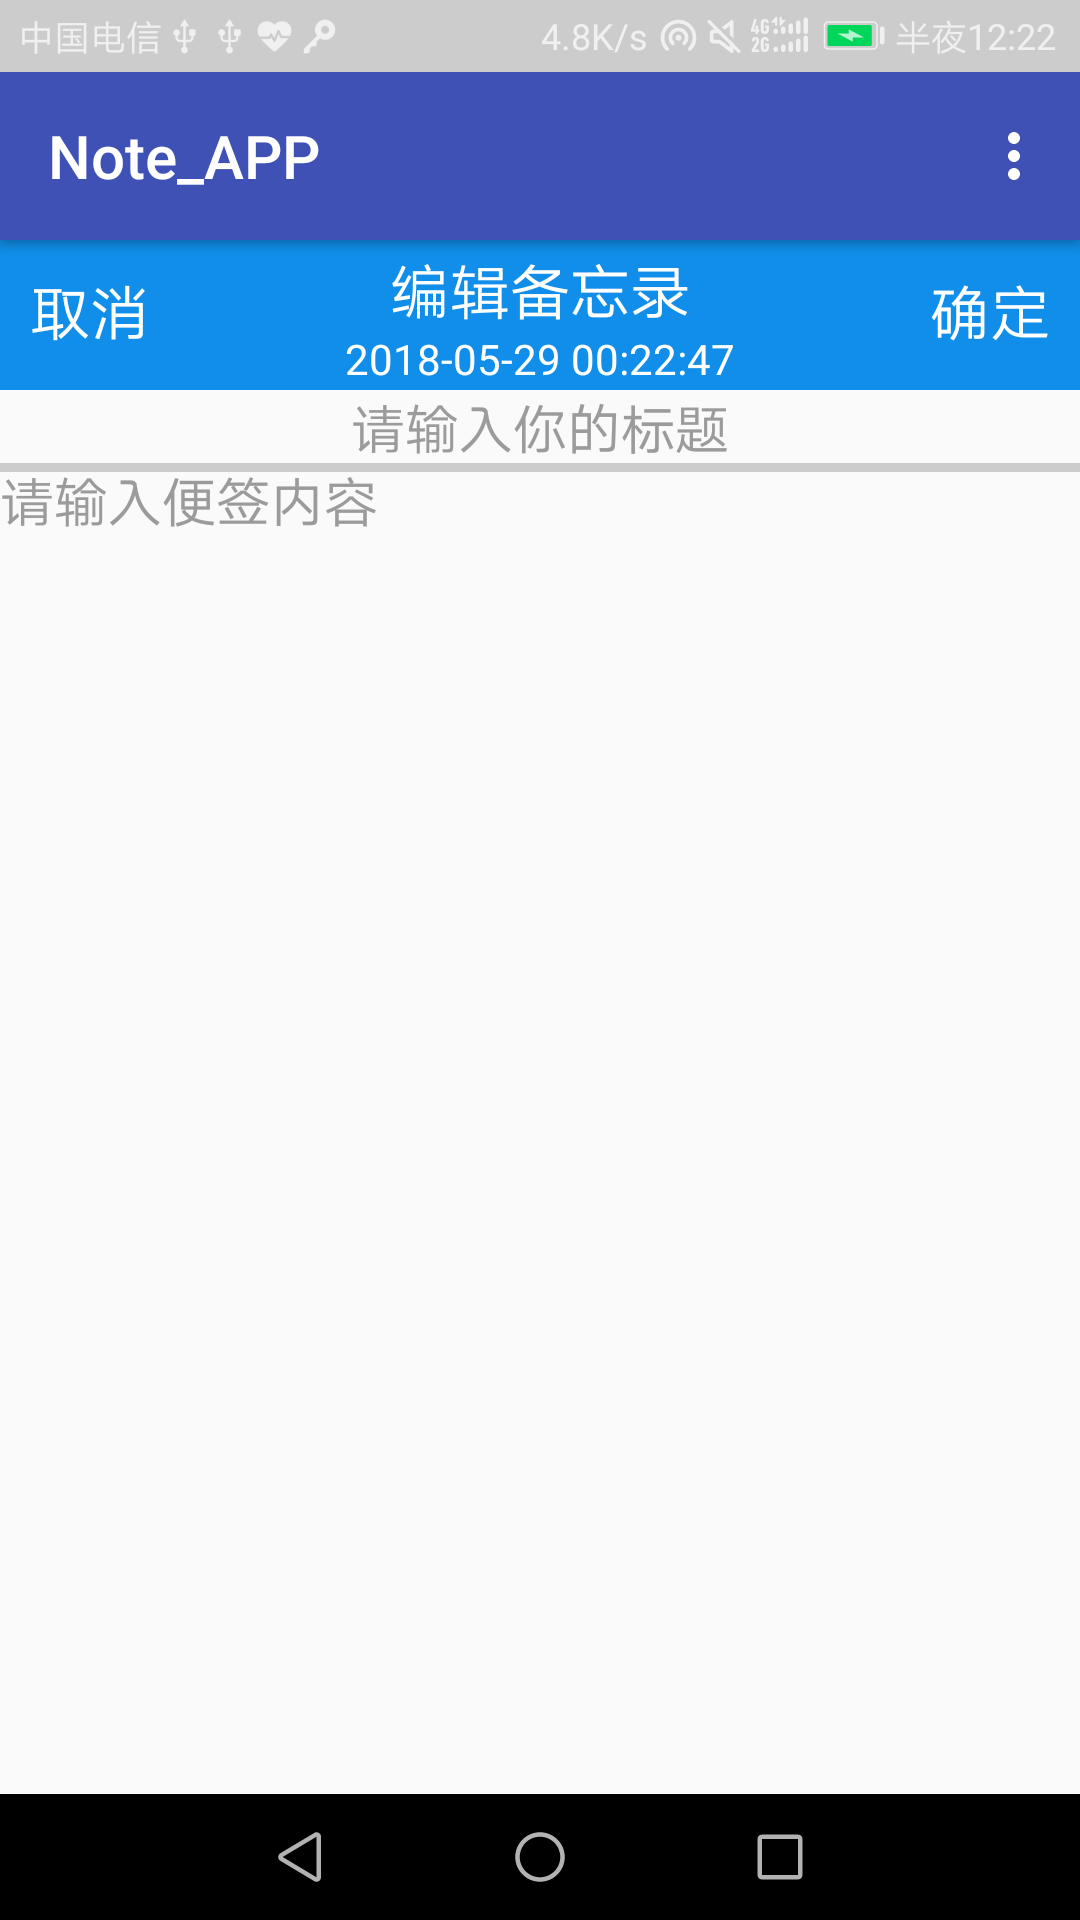 中国电信 4.8K/s 4G 2G 半夜12:22
Note_APP
取消 编辑备忘录 确定
2018-05-29 00:22:47
请输入你的标题
请输入便签内容